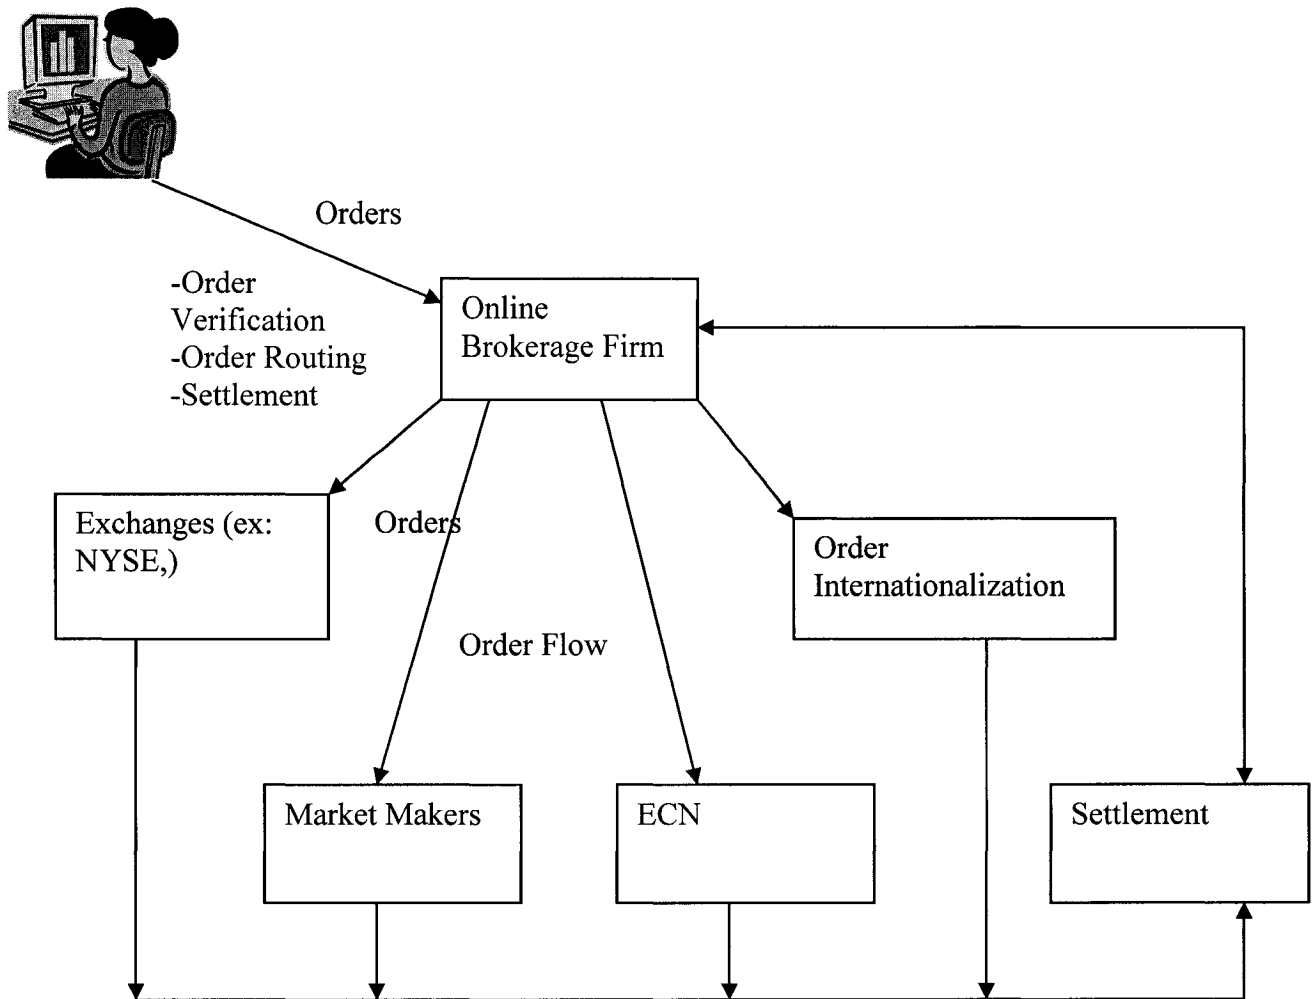 Orders
-Order
Verification
-Order Routing
-Settlement
Online
Brokerage Firm
Exchanges (ex:
NYSE,)
Orders
Order
Internationalization
Order Flow
Market Makers
ECN
Settlement